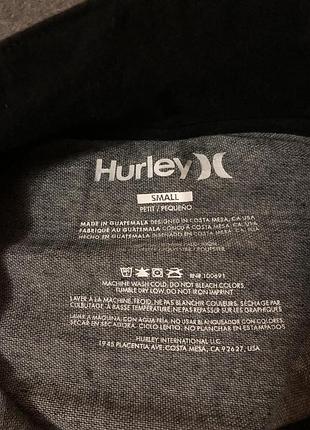 Hurley
SMALL
PETIT / PEQUEÑO
MADE IN GUATEMALA DESIGNED IN COSTA MESA, CA USA
FABRIQUÉ AU GUATEMALA CONÇU À COSTA MESA, CA USA
HECHO EN GUATEMALA DISEÑADO EN COSTA MESA, CA USA
POLYESTER
RN# 100691
MACHINE WASH COLD. DO NOT BLEACH COLORS.
TUMBLE DRY LOW. DO NOT IRON IMPRINT
LAVER À LA MACHINE, FROID. NE PAS BLANCHIR COULEURS. SÉCHAGE PAR
CULBUTAGE À BASSE TEMPÉRATURE. NE PAS REPASSER SUR LES GRAPHIQUES
LAVAR A MÁQUINA, CON AGUA FRÍA. NO USAR BLANQUEADOR CON COLORES.
SECAR EN SECADORA, CICLO LENTO. NO PLANCHAR EN ESTAMPADOS
HURLEY INTERNATIONAL LLC
1945 PLACENTIA AVE. COSTA MESA, CA 92627, USA